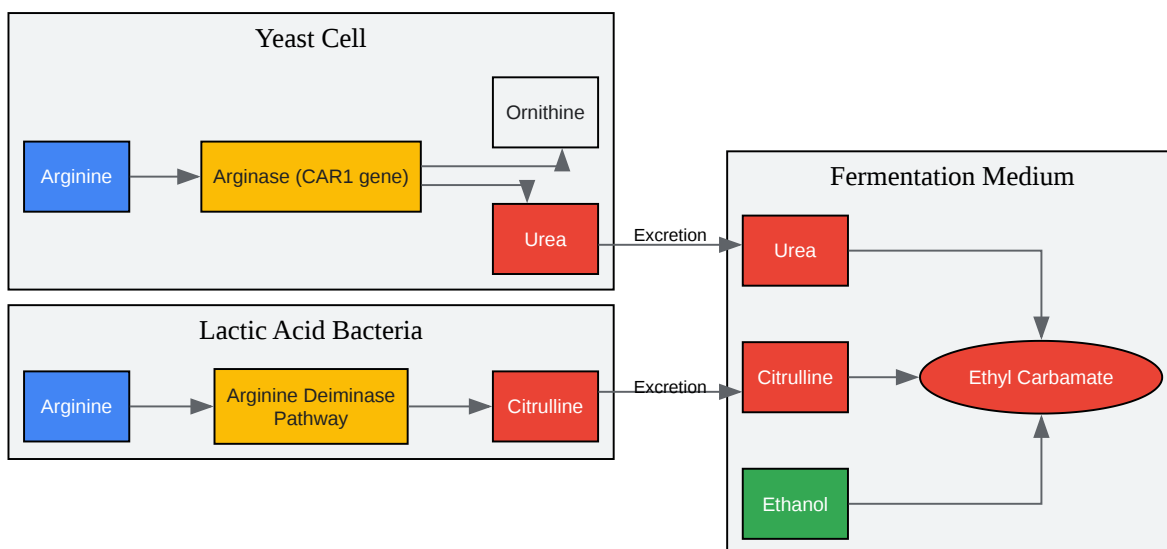 Yeast Cell
Ornithine
Arginine
Arginase (CAR1 gene)
Urea
Excretion
Lactic Acid Bacteria
Arginine
Arginine Deiminase
Pathway
Citrulline
Excretion
Fermentation Medium
Urea
Citrulline
Ethyl Carbamate
Ethanol